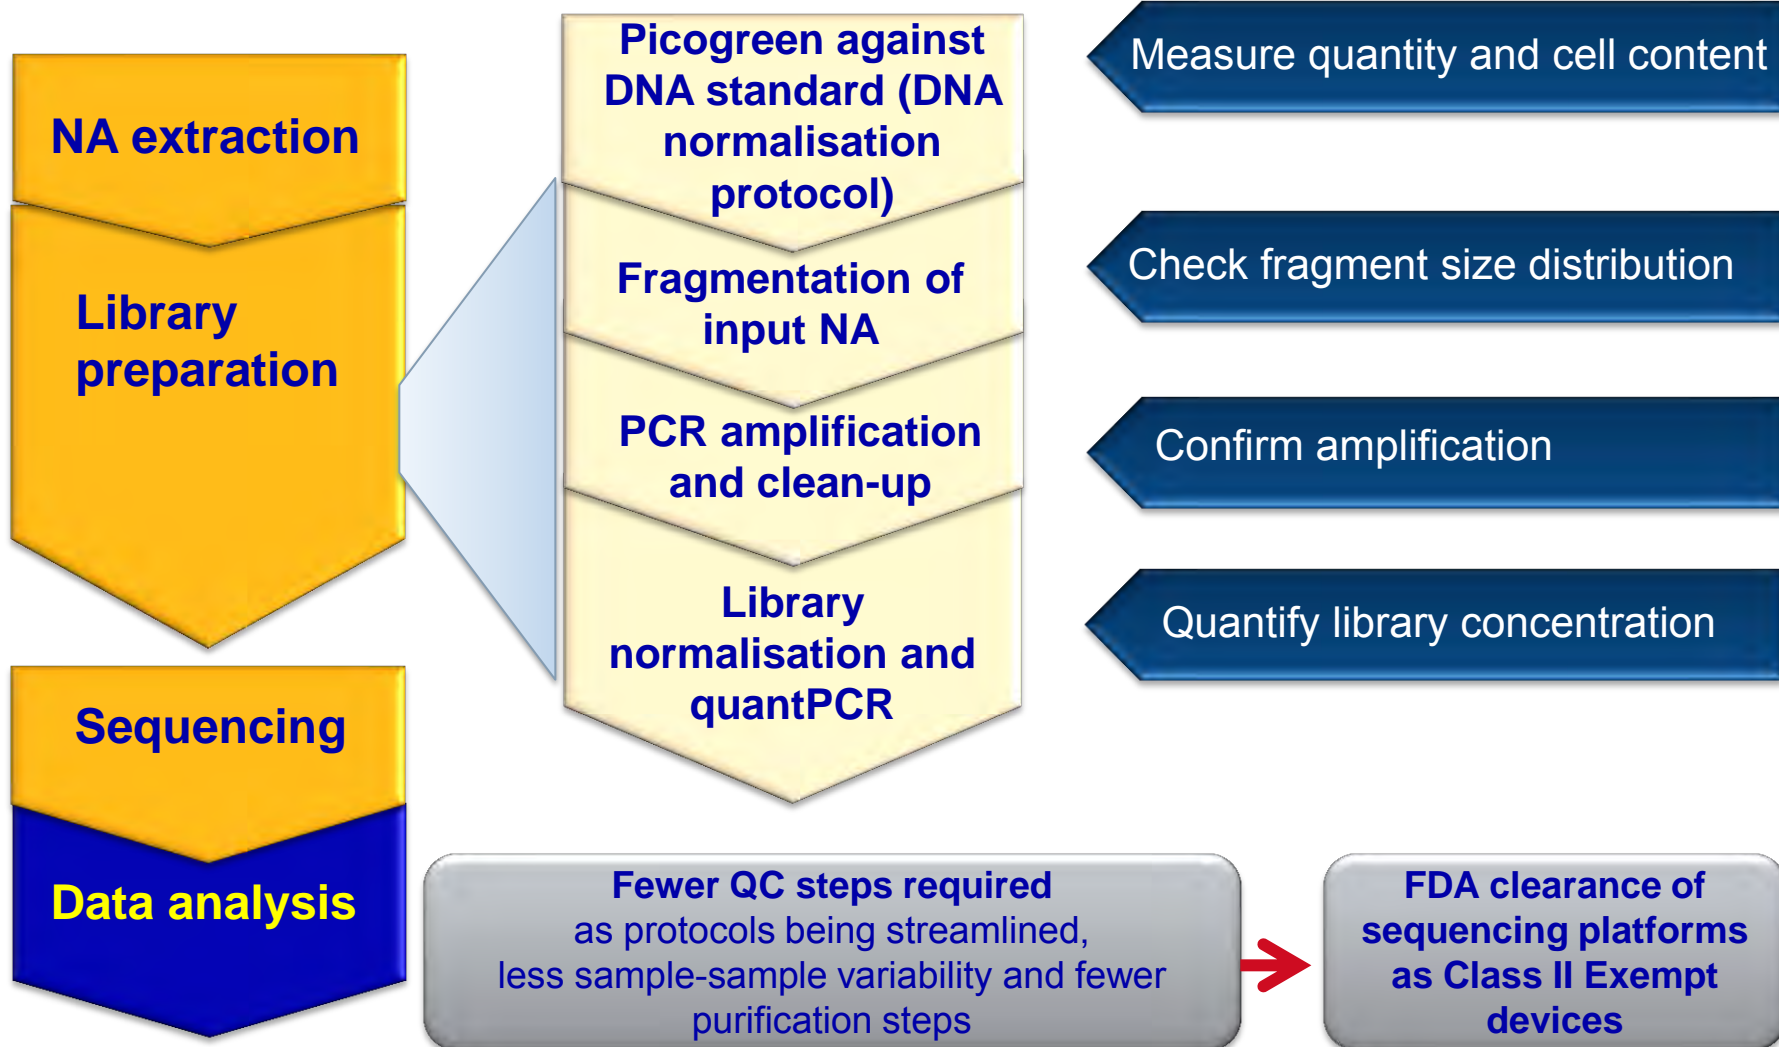 NA extraction
Library
preparation
Sequencing
Data analysis
Picogreen against
DNA standard (DNA
normalisation
protocol)
Fragmentation of
input NA
PCR amplification
and clean-up
Library
normalisation and
quantPCR
Measure quantity and cell content
Check fragment size distribution
Confirm amplification
Quantify library concentration
Fewer QC steps required
as protocols being streamlined,
less sample-sample variability and fewer
purification steps
FDA clearance of
sequencing platforms
as Class II Exempt
devices